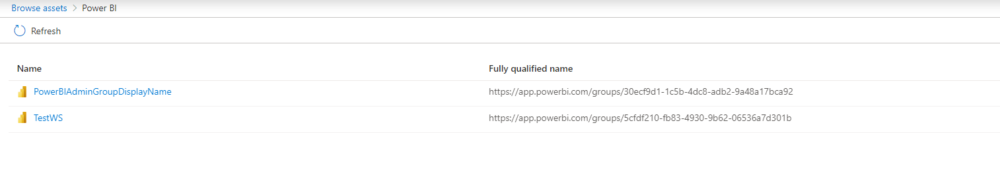 Browse assets > Power BI
Refresh
Name Fully qualified name
PowerBIAdminGroupDisplayName https://app.powerbi.com/groups/30ecf9d1-1c5b-4dc8-adb2-9a48a17bca92
TestWS https://app.powerbi.com/groups/5cfdf210-fb83-4930-9b62-06536a7d301b